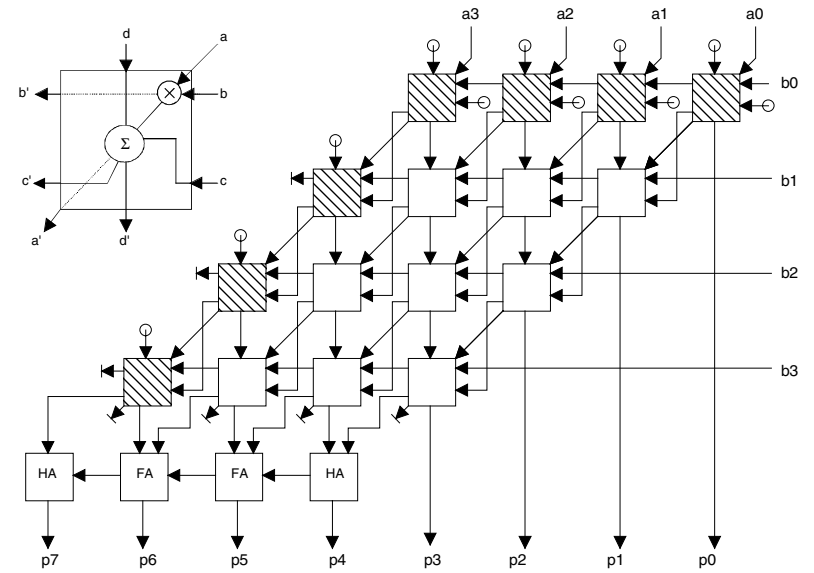 a3 a2 a1 a0
d
a
b' b
b0
×
Σ
c' c
b1
a'
d'
b2
b3
HA FA FA HA
p7 p6 p5 p4 p3 p2 p1 p0